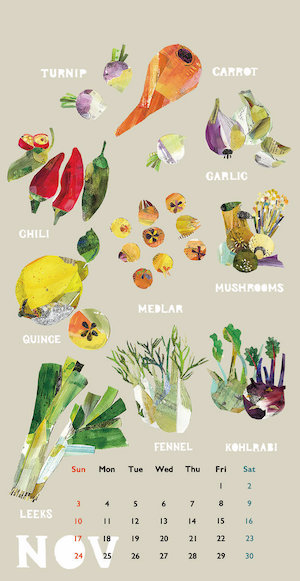 TURNIP
CARROT
GARLIC
CHILI
MUSHROOMS
MEDLAR
QUINCE
FENNEL
KOHLRABI
LEEKS
NOV
Sun Mon Tue Wed Thu Fri Sat
1 2
3 4 5 6 7 8 9
10 11 12 13 14 15 16
17 18 19 20 21 22 23
24 25 26 27 28 29 30